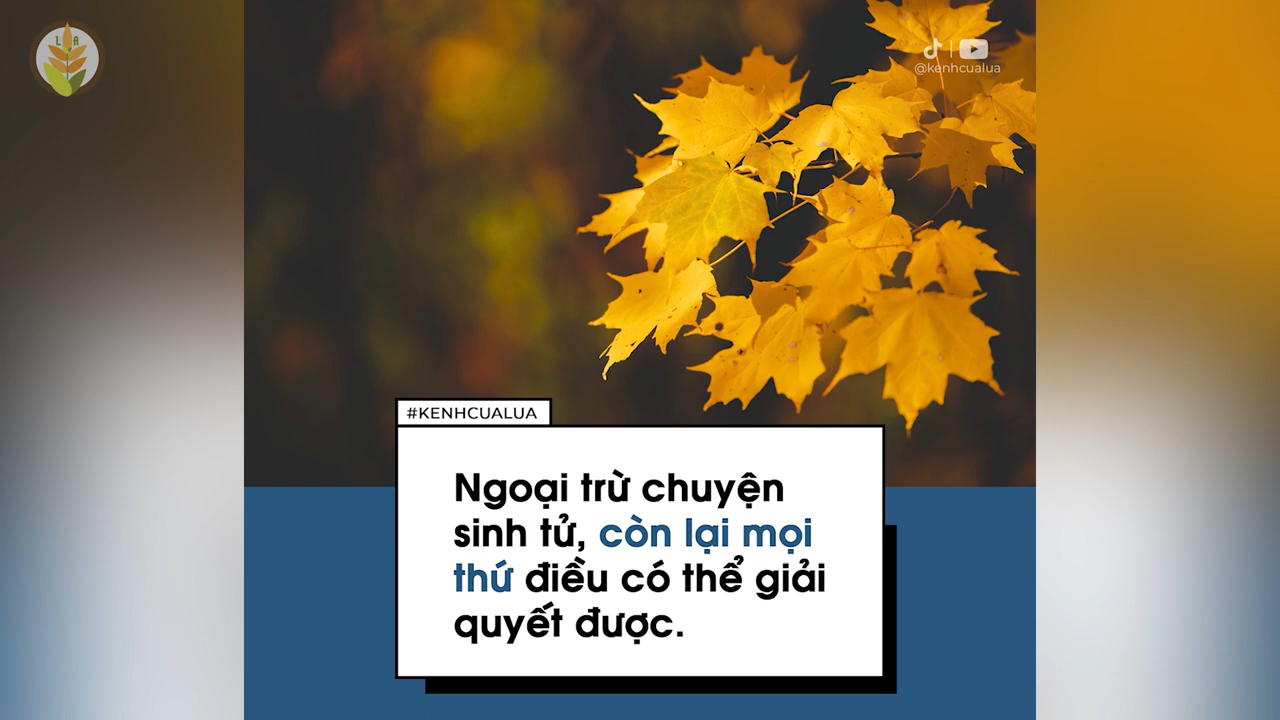 L A
@kenhcualua
#KENHCUALUA
Ngoại trừ chuyện
sinh tử, còn lại mọi
thứ điều có thể giải
quyết được.